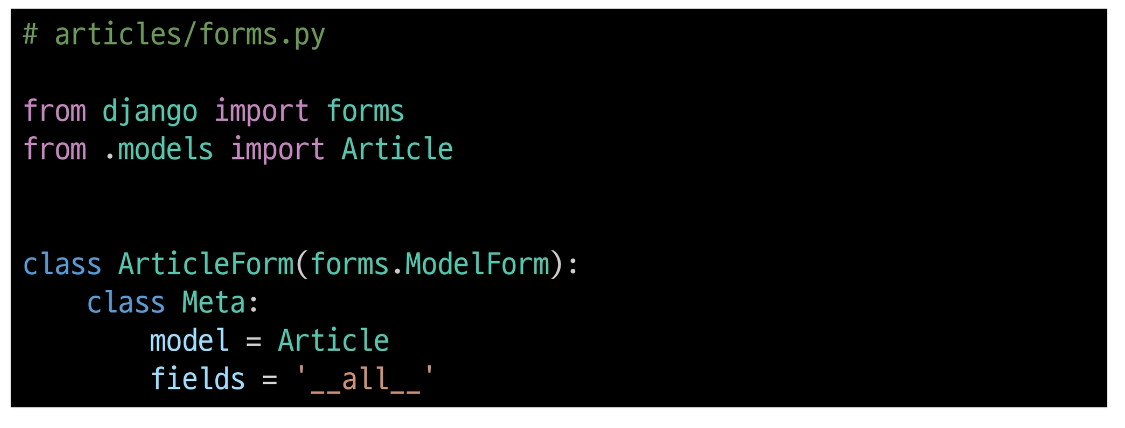 # articles/forms.py
from django import forms
from .models import Article
class ArticleForm(forms.ModelForm):
    class Meta:
        model = Article
        fields = '__all__'